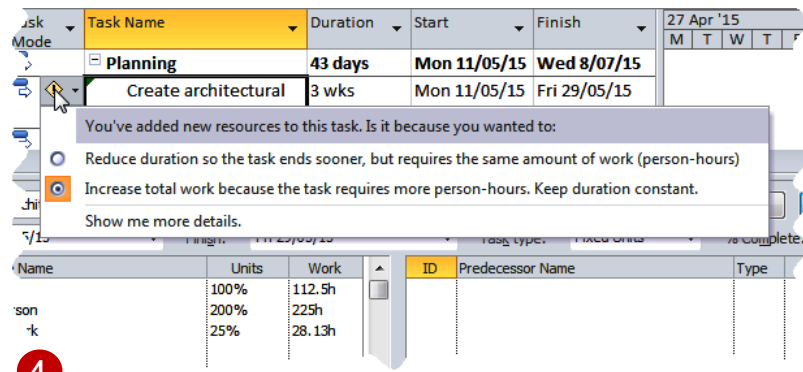 Task Name Duration Start Finish 27 Apr '15
Mode M T W T
Planning 43 days Mon 11/05/15 Wed 8/07/15
Create architectural 3 wks Mon 11/05/15 Fri 29/05/15
You've added new resources to this task. Is it because you wanted to:
Reduce duration so the task ends sooner, but requires the same amount of work (person-hours)
Increase total work because the task requires more person-hours. Keep duration constant.
Show me more details.
% Complete:
Name Units Work ID Predecessor Name Type
100% 112.5h
son 200% 225h
rk 25% 28.13h
4